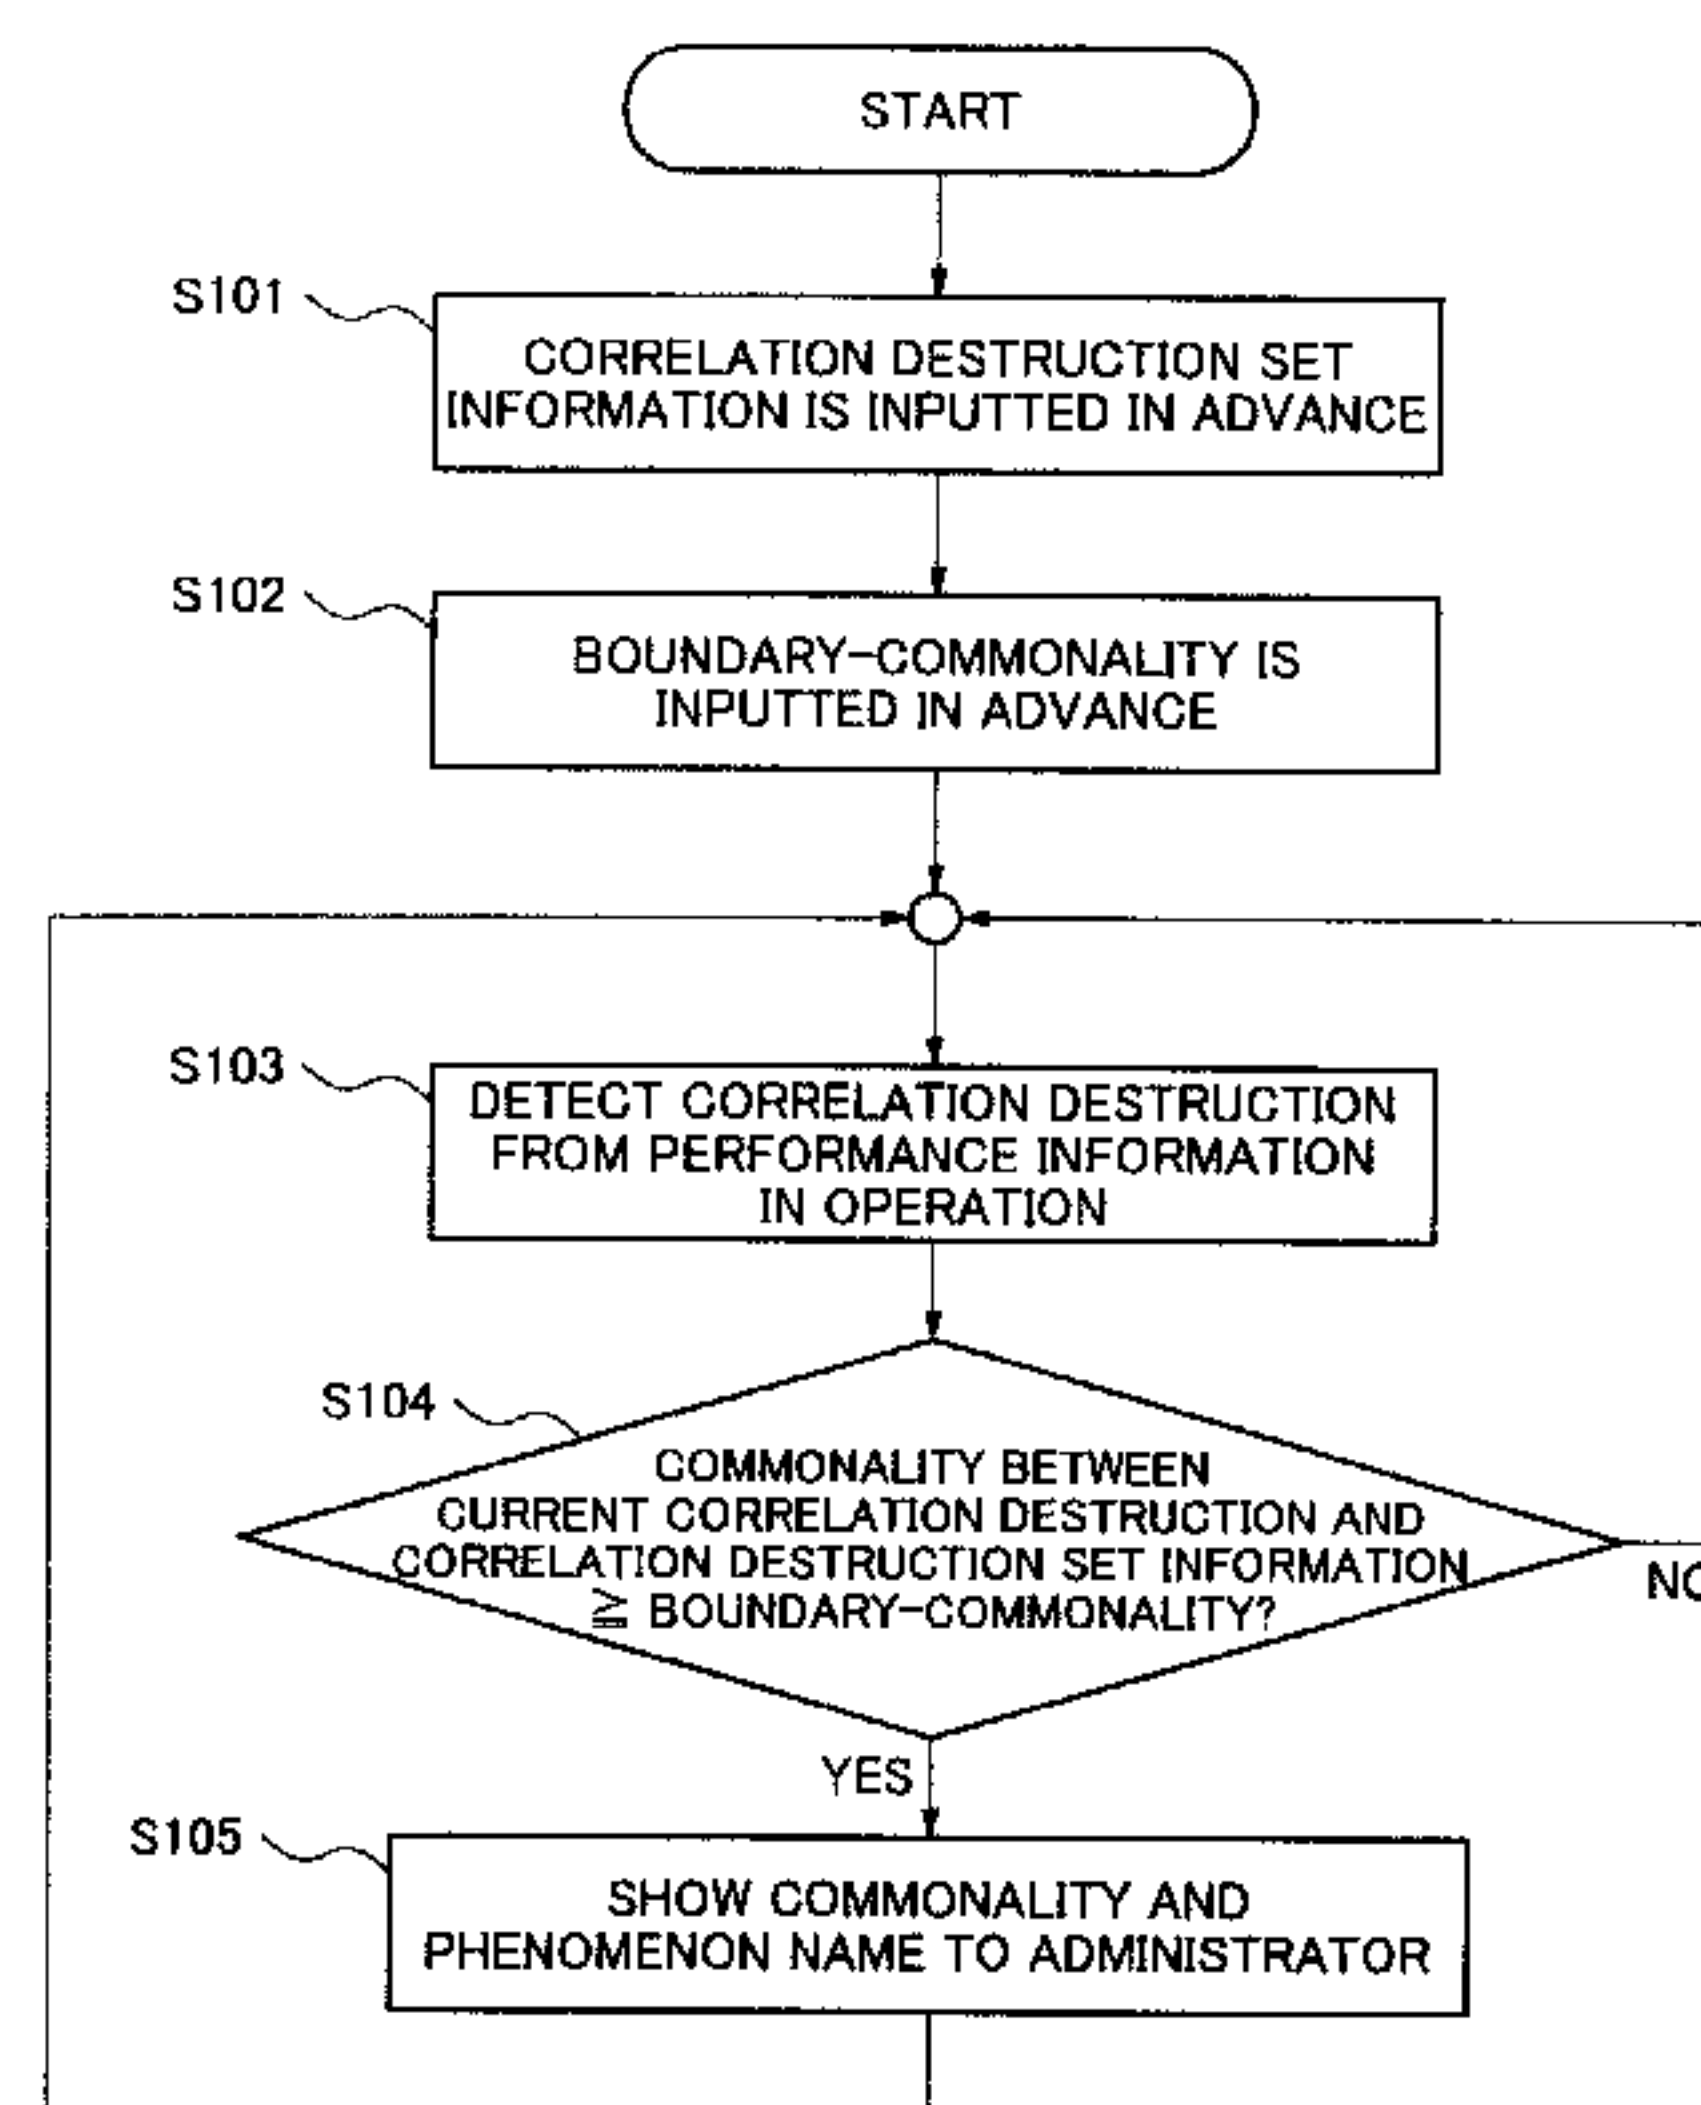 START
S101
CORRELATION DESTRUCTION SET
INFORMATION IS INPUTTED IN ADVANCE
S102
BOUNDARY-COMMONALITY IS
INPUTTED IN ADVANCE
S103
DETECT CORRELATION DESTRUCTION
FROM PERFORMANCE INFORMATION
IN OPERATION
S104
COMMONALITY BETWEEN
CURRENT CORRELATION DESTRUCTION AND
CORRELATION DESTRUCTION SET INFORMATION
≧ BOUNDARY-COMMONALITY?
YES
S105
SHOW COMMONALITY AND
PHENOMENON NAME TO ADMINISTRATOR